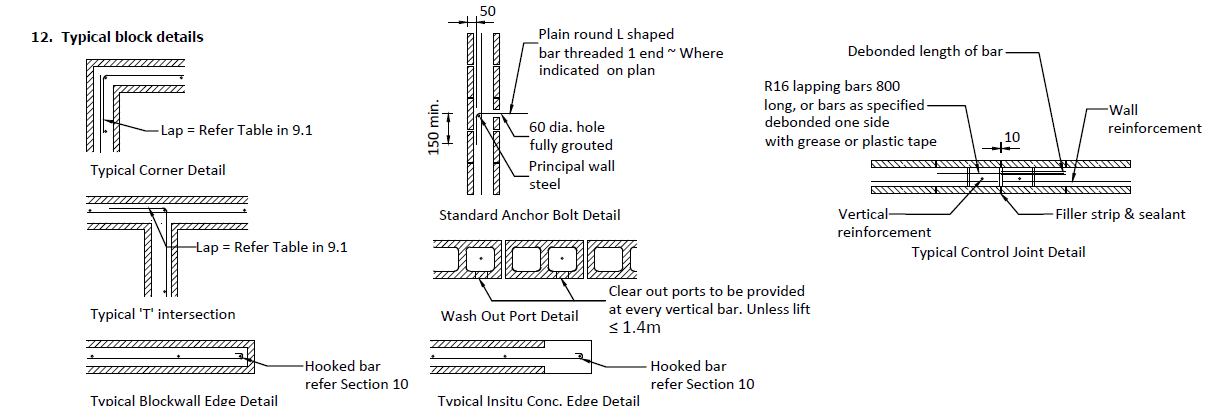 12. Typical block details
Lap = Refer Table in 9.1
Typical Corner Detail
Lap = Refer Table in 9.1
Typical 'T' intersection
Hooked bar
refer Section 10
Typical Blockwall Edge Detail
50
Plain round L shaped
bar threaded 1 end ~ Where
indicated on plan
150 min.
60 dia. hole
fully grouted
Principal wall
steel
Standard Anchor Bolt Detail
Clear out ports to be provided
at every vertical bar. Unless lift
≤ 1.4m
Wash Out Port Detail
Hooked bar
refer Section 10
Typical Insitu Conc. Edge Detail
Debonded length of bar
R16 lapping bars 800
long, or bars as specified
debonded one side
with grease or plastic tape
10
Wall
reinforcement
Vertical
reinforcement
Filler strip & sealant
Typical Control Joint Detail